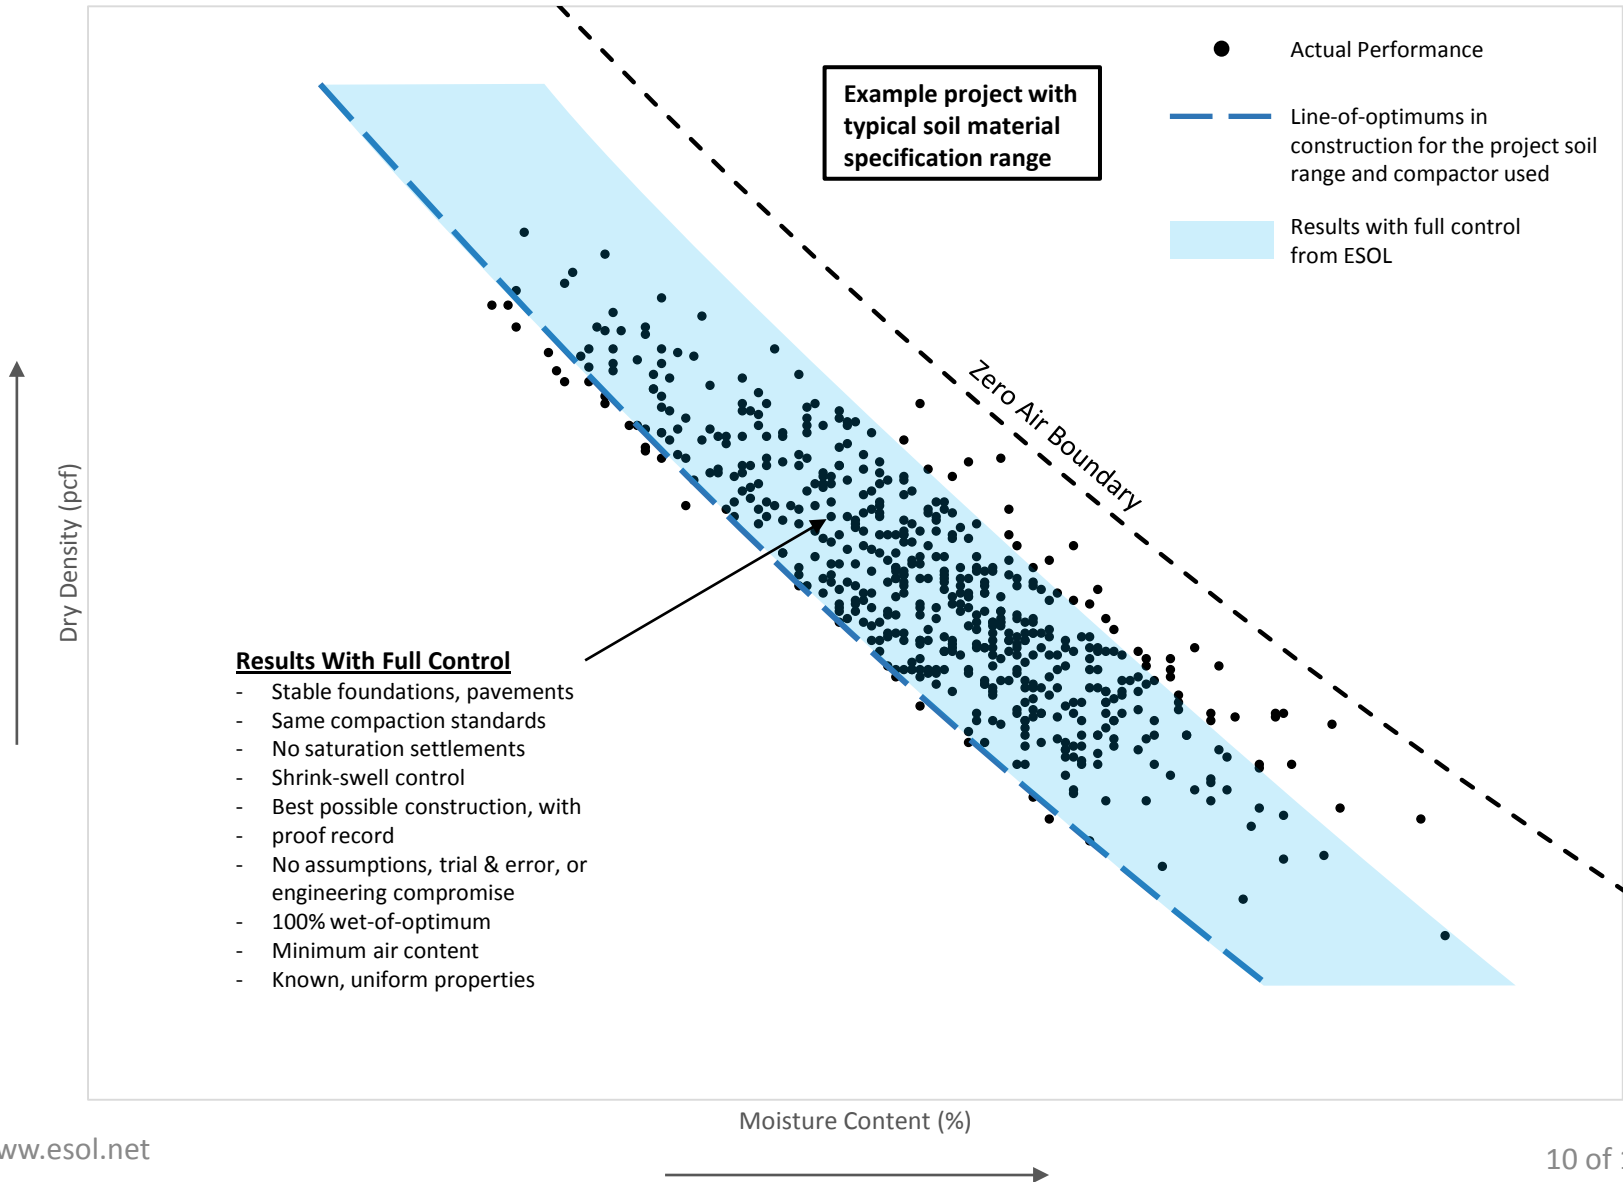 Actual Performance
Example project with
typical soil material
specification range
Line-of-optimums in
construction for the project soil
range and compactor used
Results with full control
from ESOL
Zero Air Boundary
Dry Density (pcf)
Results With Full Control
- Stable foundations, pavements
- Same compaction standards
- No saturation settlements
- Shrink-swell control
- Best possible construction, with
- proof record
- No assumptions, trial & error, or
engineering compromise
- 100% wet-of-optimum
- Minimum air content
- Known, uniform properties
Moisture Content (%)
ww.esol.net
10 of